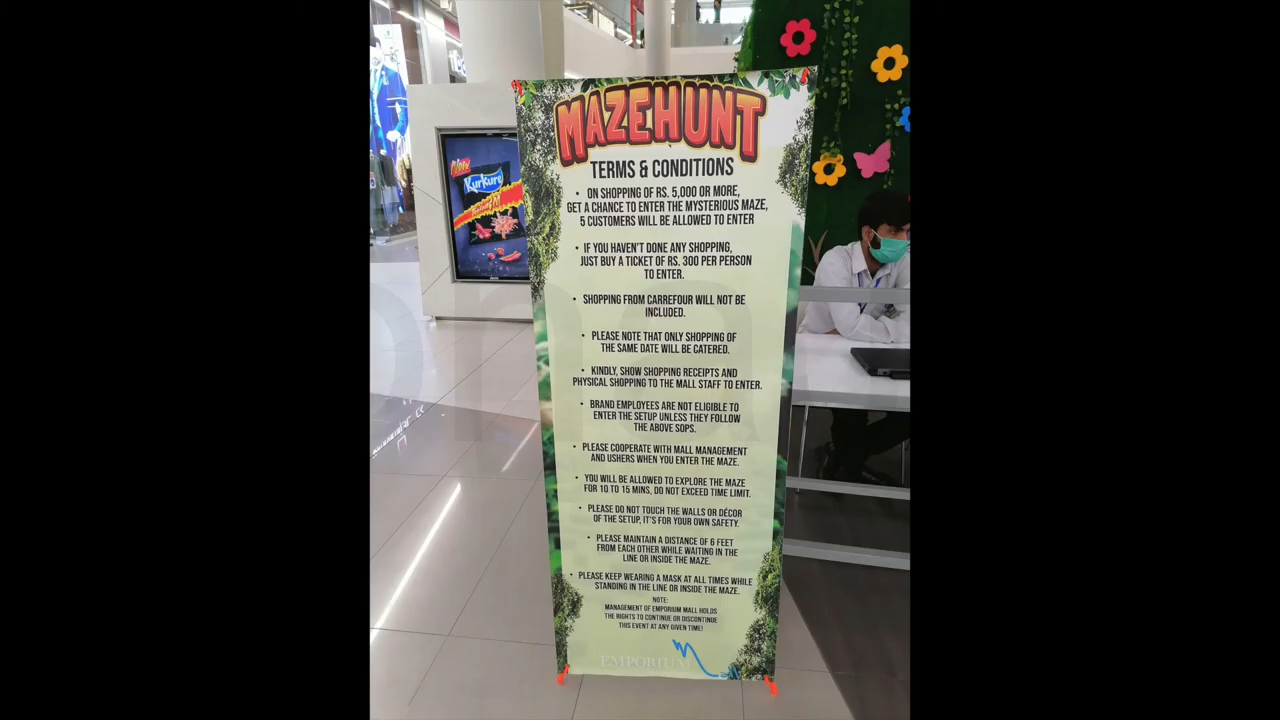 MAZEHUNT
TERMS & CONDITIONS
• ON SHOPPING OF RS. 5,000 OR MORE,
GET A CHANCE TO ENTER THE MYSTERIOUS MAZE,
5 CUSTOMERS WILL BE ALLOWED TO ENTER
• IF YOU HAVEN'T DONE ANY SHOPPING,
JUST BUY A TICKET OF RS. 300 PER PERSON
TO ENTER.
• SHOPPING FROM CARREFOUR WILL NOT BE
INCLUDED.
• PLEASE NOTE THAT ONLY SHOPPING OF
THE SAME DATE WILL BE CATERED.
• KINDLY, SHOW SHOPPING RECEIPTS AND
PHYSICAL SHOPPING TO THE MALL STAFF TO ENTER.
• BRAND EMPLOYEES ARE NOT ELIGIBLE TO
ENTER THE SETUP UNLESS THEY FOLLOW
THE ABOVE SOPS.
• PLEASE COOPERATE WITH MALL MANAGEMENT
AND USHERS WHEN YOU ENTER THE MAZE.
• YOU WILL BE ALLOWED TO EXPLORE THE MAZE
FOR 10 TO 15 MINS, DO NOT EXCEED TIME LIMIT.
• PLEASE DO NOT TOUCH THE WALLS OR DÉCOR
OF THE SETUP, IT'S FOR YOUR OWN SAFETY.
• PLEASE MAINTAIN A DISTANCE OF 6 FEET
FROM EACH OTHER WHILE WAITING IN THE
LINE OR INSIDE THE MAZE.
• PLEASE KEEP WEARING A MASK AT ALL TIMES WHILE
STANDING IN THE LINE OR INSIDE THE MAZE.
NOTE:
MANAGEMENT OF EMPORIUM MALL HOLDS
THE RIGHTS TO CONTINUE OR DISCONTINUE
THIS EVENT AT ANY GIVEN TIME!
EMPORIUM
Mall
New
Kurkure